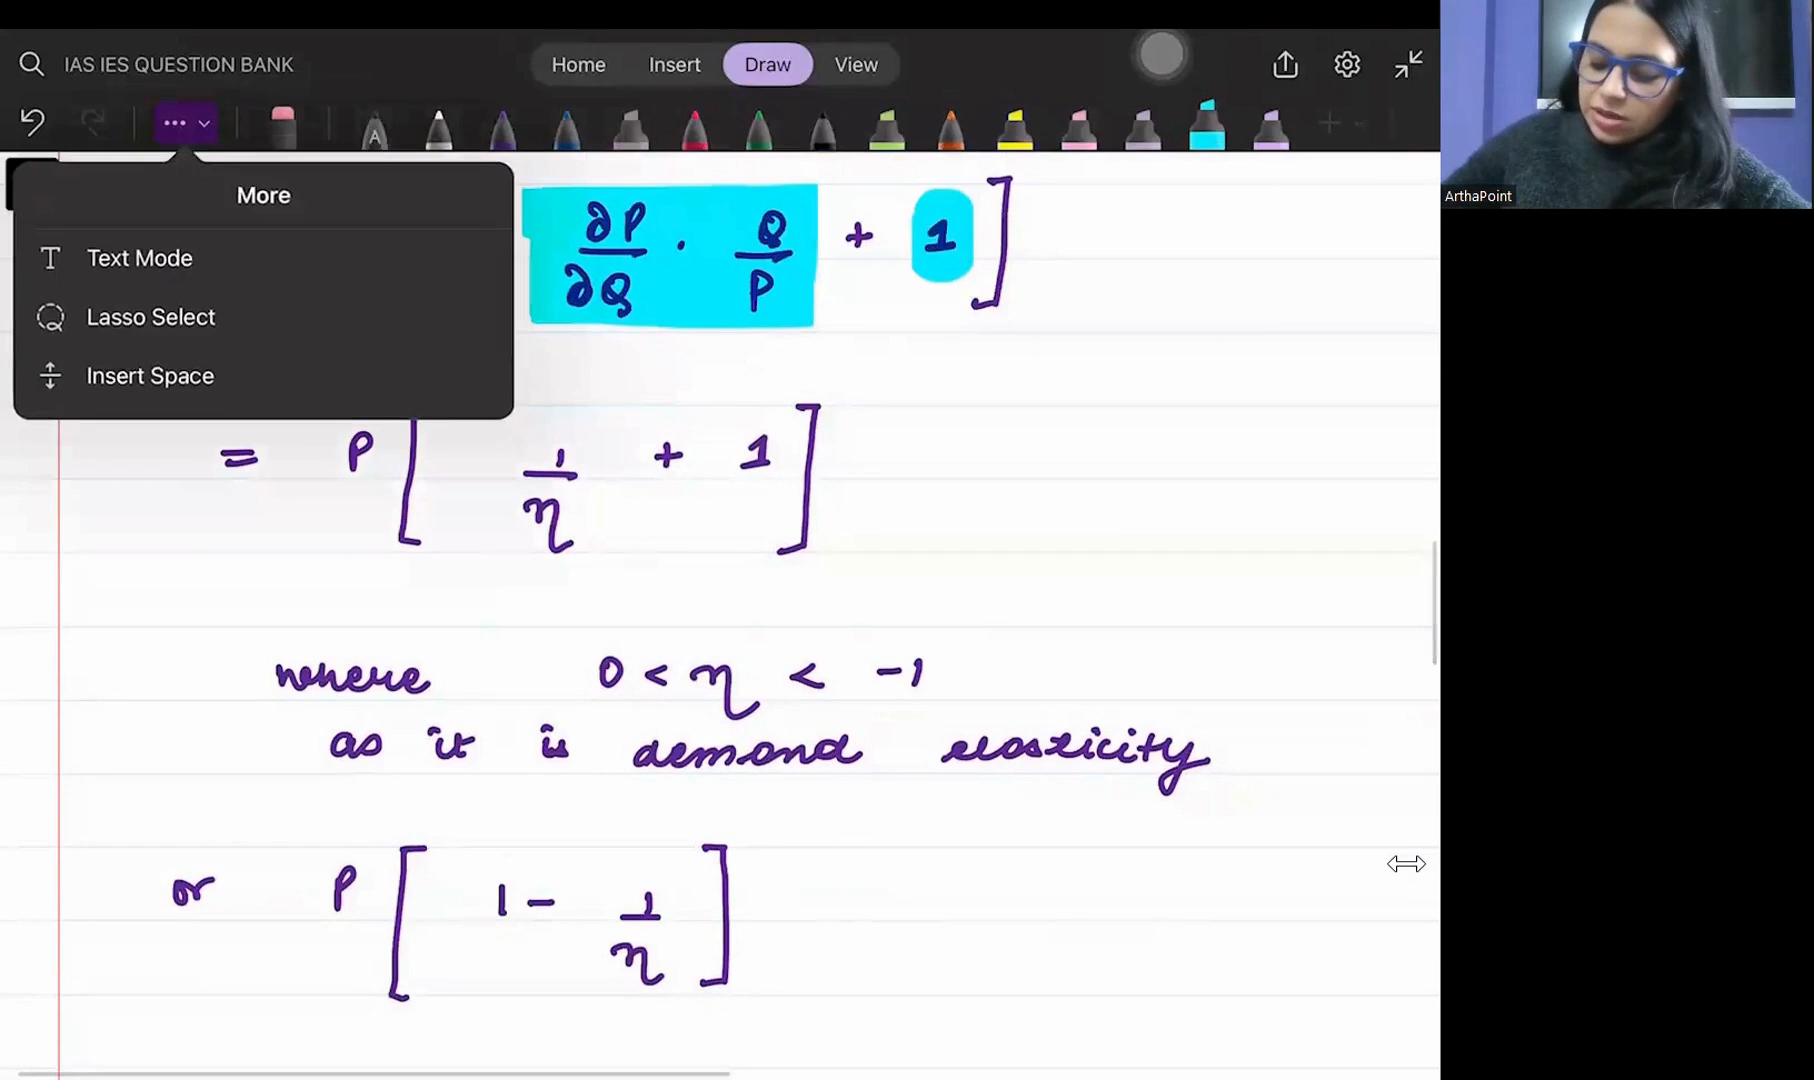 IAS IES QUESTION BANK
Home Insert Draw View
A
ArthaPoint
More
Text Mode
Lasso Select
Insert Space
∂P/∂Q · Q/P + 1 ]
= P [ 1/η + 1 ]
where 0 < η < -1
as it is demand elasticity
or P [ 1 - 1/η ]